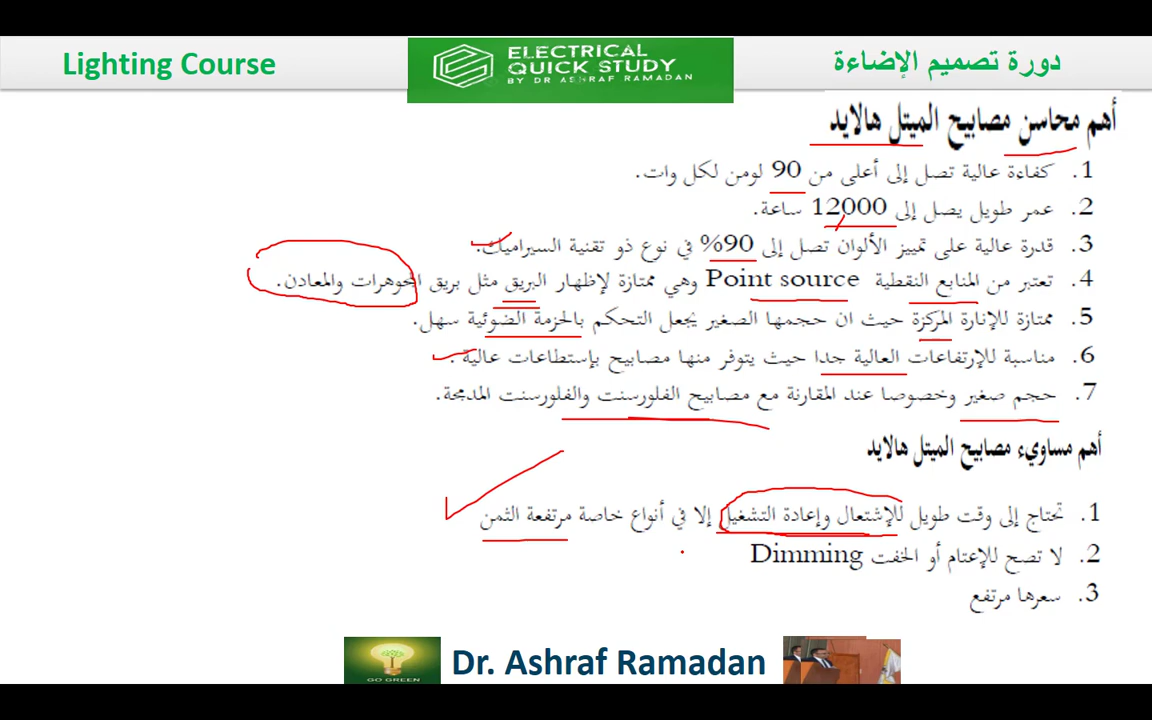 Lighting Course
ELECTRICAL
QUICK STUDY
BY DR ASHRAF RAMADAN
دورة تصميم الإضاءة
أهم محاسن مصابيح الميتل هالايد
1. كفاءة عالية تصل إلى أعلى من 90 لومن لكل وات.
2. عمر طويل يصل إلى 12000 ساعة.
3. قدرة عالية على تمييز الألوان تصل إلى 90% في نوع ذو تقنية السيراميك.
4. تعتبر من المنابع النقطية Point source وهي ممتازة لإظهار البريق مثل بريق الجوهرات والمعادن.
5. ممتازة للإنارة المركزة حيث ان حجمها الصغير يجعل التحكم بالحزمة الضوئية سهل.
6. مناسبة للإرتفاعات العالية جدا حيث يتوفر منها مصابيح بإستطاعات عالية.
7. حجم صغير وخصوصا عند المقارنة مع مصابيح الفلورسنت والفلورسنت المدمجة.
أهم مساويء مصابيح الميتل هالايد
1. تحتاج إلى وقت طويل للإشتعال وإعادة التشغيل إلا في أنواع خاصة مرتفعة الثمن
2. لا تصح للإعتام أو الخفت Dimming
3. سعرها مرتفع
GO GREEN
Dr. Ashraf Ramadan